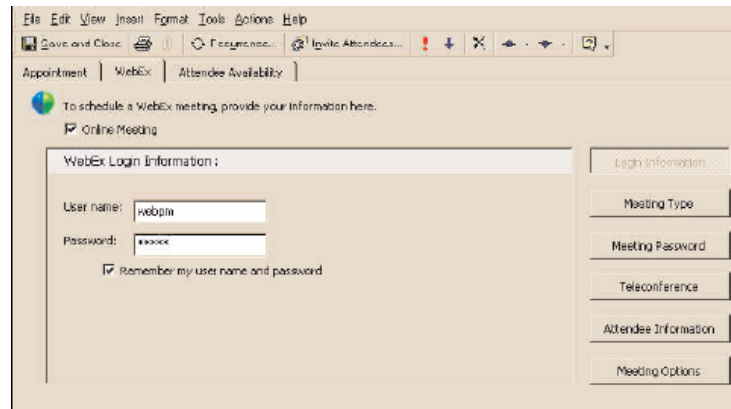 File Edit View Insert Format Tools Actions Help
Save and Close Recurrence... Invite Attendees...
Appointment WebEx Attendee Availability
To schedule a WebEx meeting, provide your information here.
Online Meeting
WebEx Login Information :
Login Information
User name: webpm
Meeting Type
Password: ******
Meeting Password
Remember my user name and password
Teleconference
Attendee Information
Meeting Options